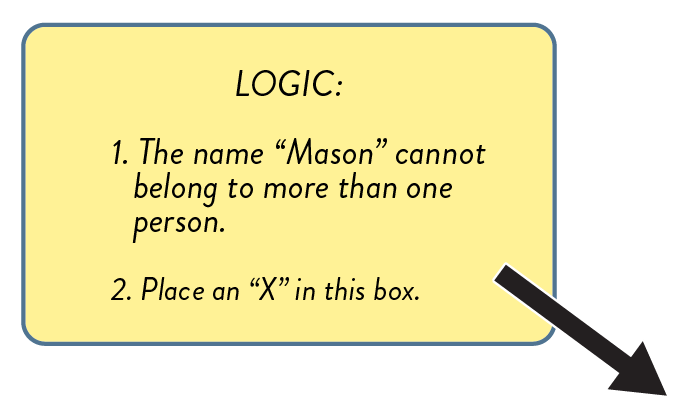 LOGIC:
1. The name “Mason” cannot
belong to more than one
person.
2. Place an “X” in this box.